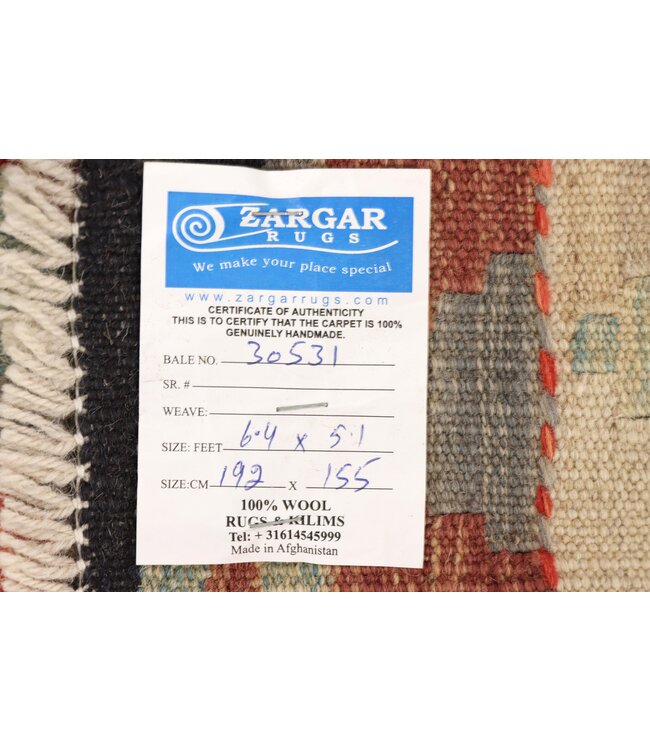 ZARGAR
RUGS
We make your place special
www.zargarrugs.com
CERTIFICATE OF AUTHENTICITY
THIS IS TO CERTIFY THAT THE CARPET IS 100%
GENUINELY HANDMADE.
BALE NO. 30531
SR. #
WEAVE:
SIZE: FEET 6.4 x 5.1
SIZE:CM 192 X 155
100% WOOL
RUGS & KILIMS
Tel: + 31614545999
Made in Afghanistan